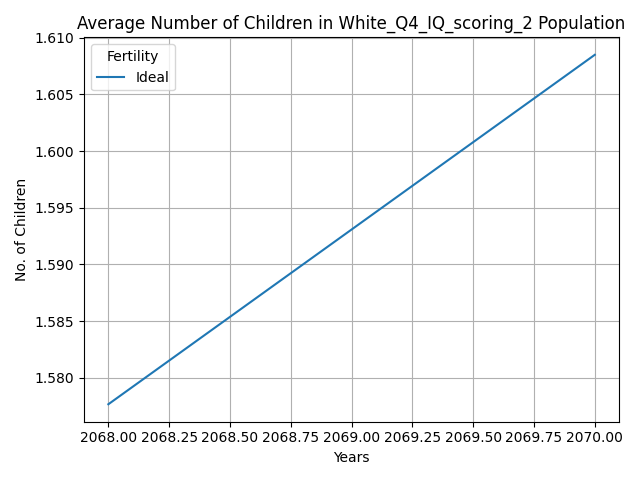 Average Number of Children in White_Q4_IQ_scoring_2 Population
Fertility
Ideal
No. of Children
1.610
1.605
1.600
1.595
1.590
1.585
1.580
2068.00 2068.25 2068.50 2068.75 2069.00 2069.25 2069.50 2069.75 2070.00
Years